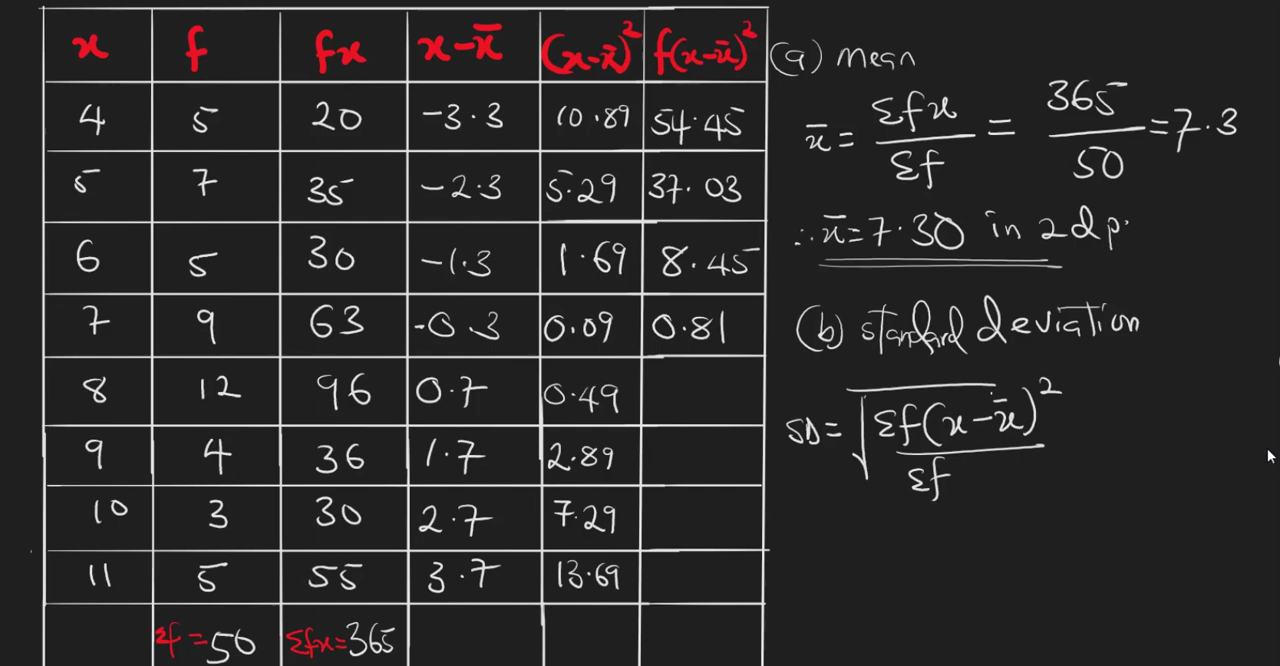 x f fx x-x̄ (x-x̄)² f(x-x̄)²
4 5 20 -3.3 10.89 54.45
5 7 35 -2.3 5.29 37.03
6 5 30 -1.3 1.69 8.45
7 9 63 -0.3 0.09 0.81
8 12 96 0.7 0.49
9 4 36 1.7 2.89
10 3 30 2.7 7.29
11 5 55 3.7 13.69
Σf=50 Σfx=365
(a) mean
x̄ = Σfx/Σf = 365/50 = 7.3
∴ x̄=7.30 in 2dp.
(b) standard deviation
SD = √(Σf(x-x̄)²/Σf)